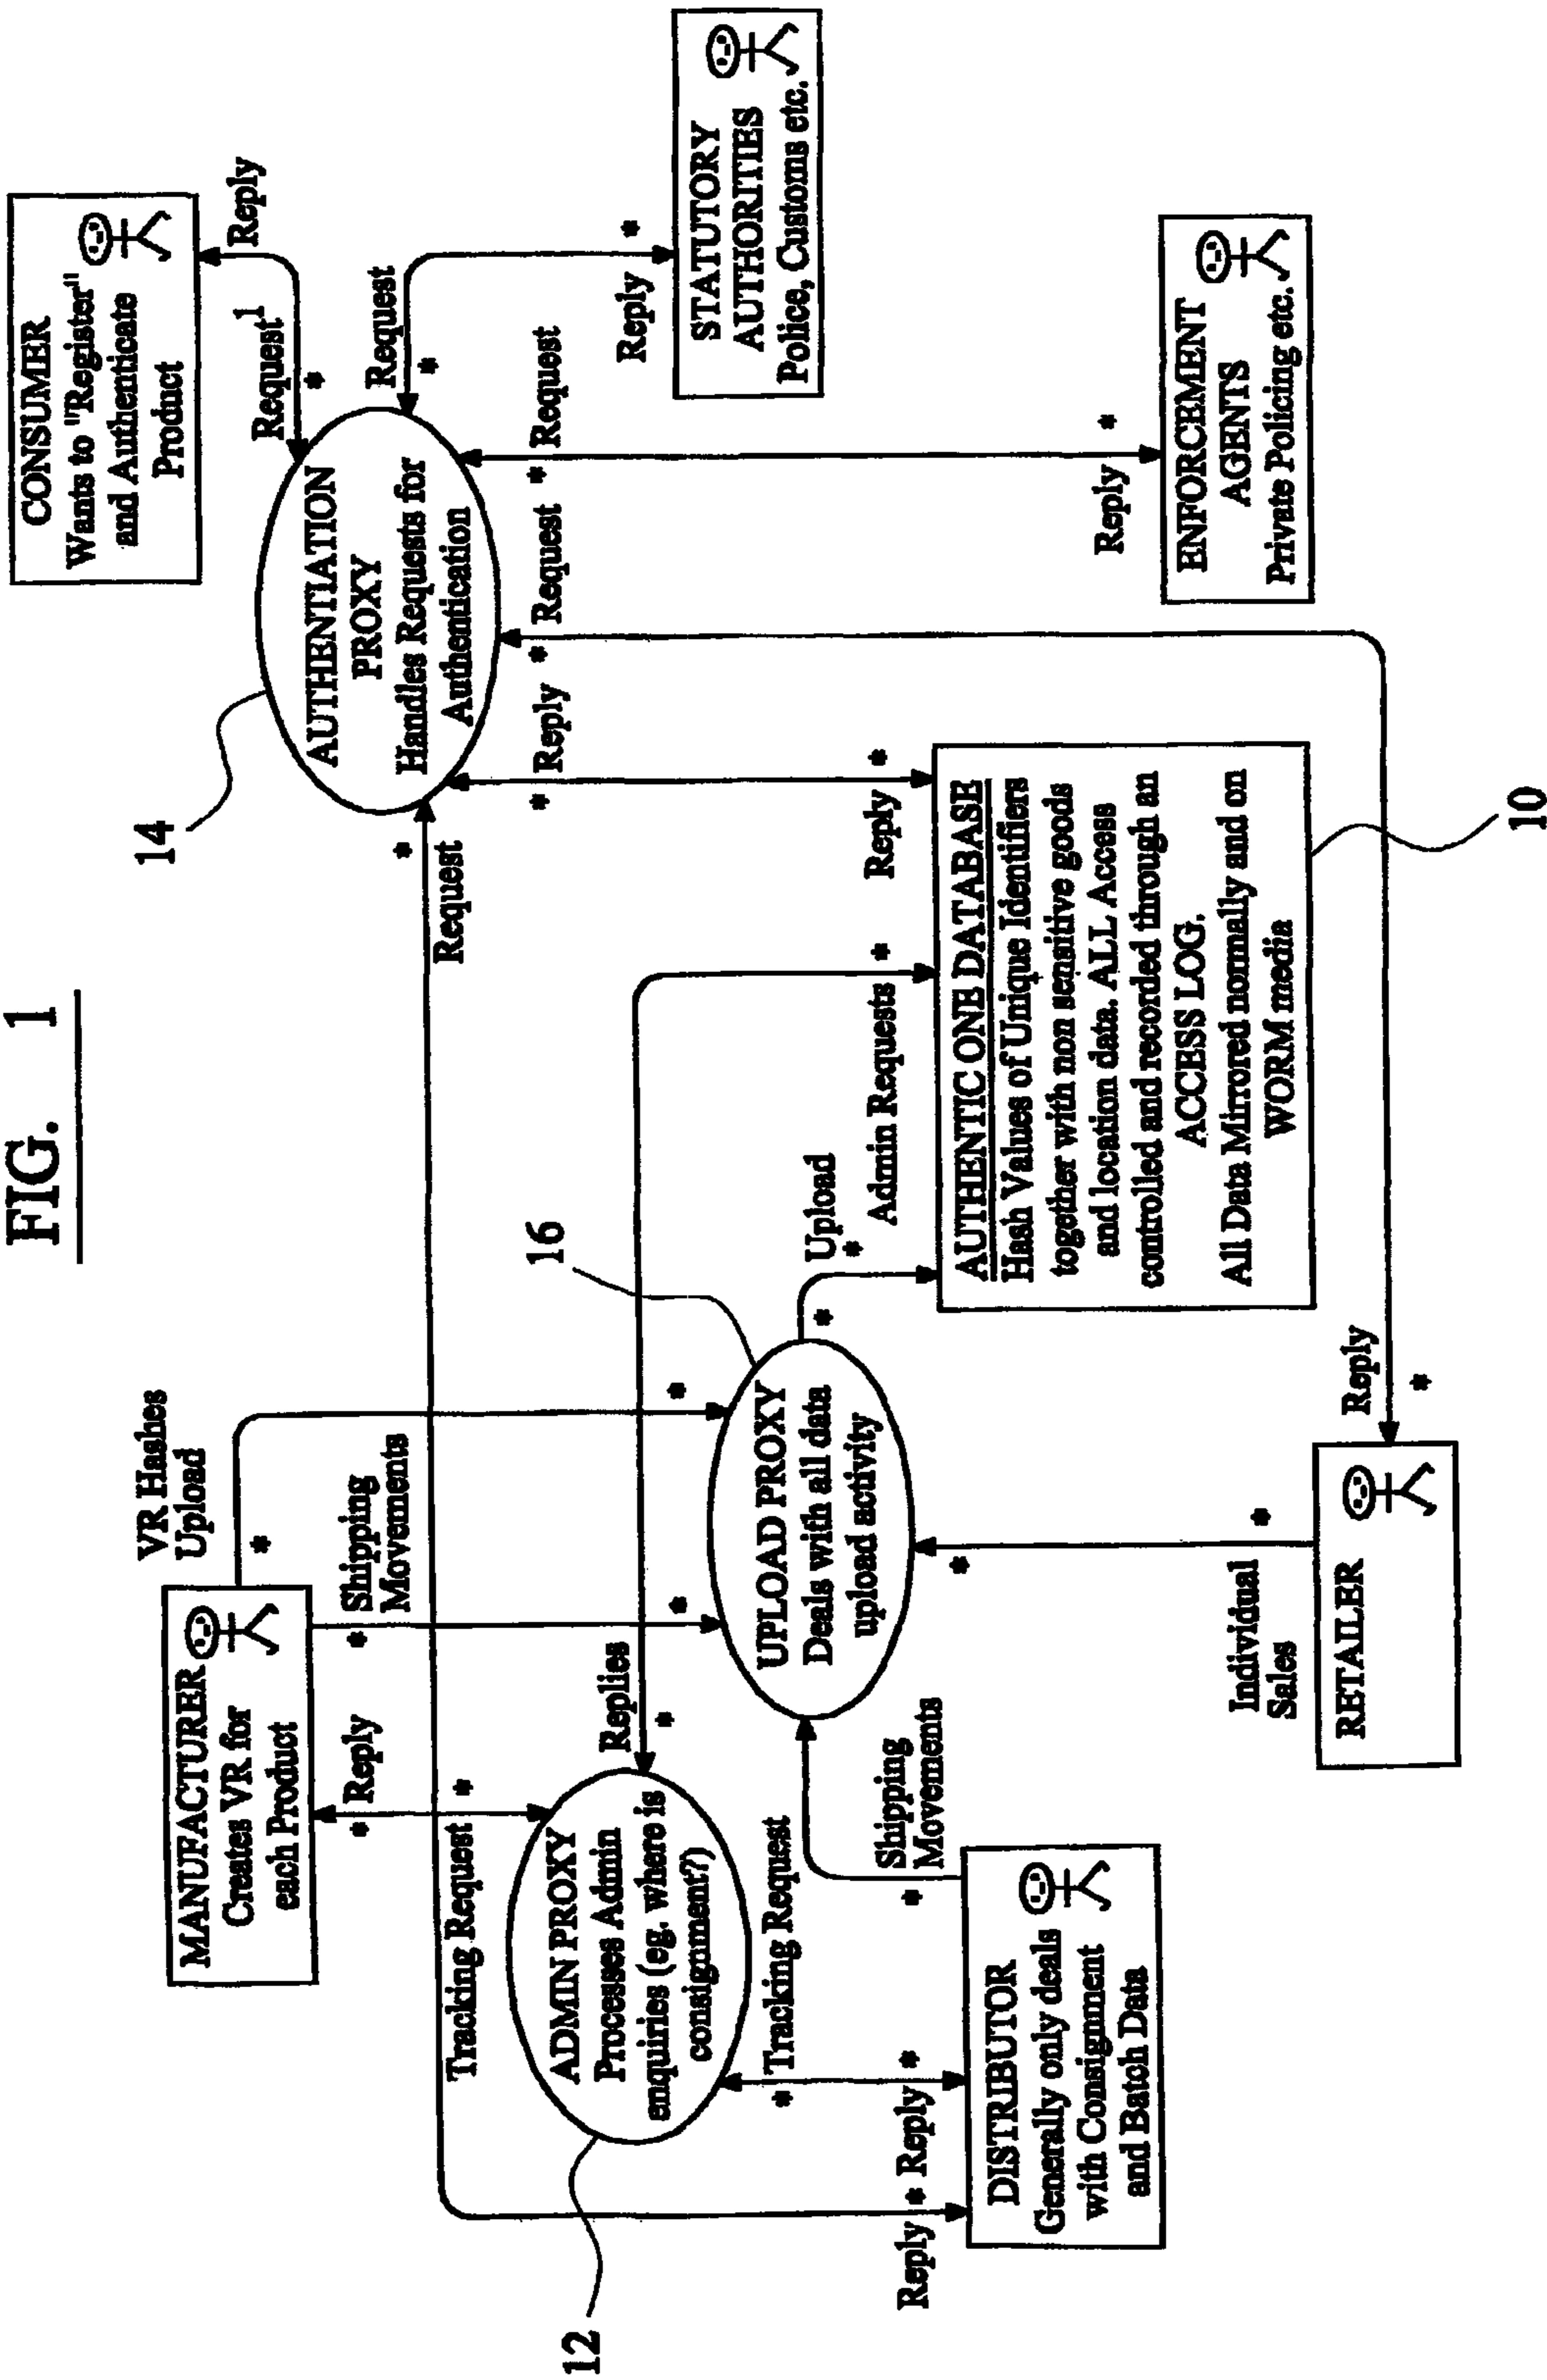 FIG. 1
MANUFACTURER
Creates VR for
each Product
VR Hashes
Upload
14
CONSUMER
Wants to "Register"
and Authenticate
Product
Reply
Request 1
*
* Reply
* Shipping
Movements
*
AUTHENTIATION
PROXY
Handles Requests for
Authentication
Request
*
Tracking Request *
Request
*
12
ADMIN PROXY
Processes Admin
enquiries (eg. where is
consignment?)
Replies
*
*
*
16
* Reply * Request * Request
Reply *
STATUTORY
AUTHORITIES
Police, Customs etc.
* Tracking Request
UPLOAD PROXY
Deals with all data
upload activity
*
Upload
*
Reply * Reply *
Shipping
Movements
*
*
Admin Requests *
Reply *
DISTRIBUTOR
Generally only deals
with Consignment
and Batch Data
AUTHENTIC ONE DATABASE
Hash Values of Unique Identifiers
together with non sensitive goods
and location data. ALL Access
controlled and recorded through an
ACCESS LOG.
All Data Mirrored normally and on
WORM media
Reply *
ENFORCEMENT
AGENTS
Private Policing etc.
Individual
Sales
*
RETAILER
Reply
*
10